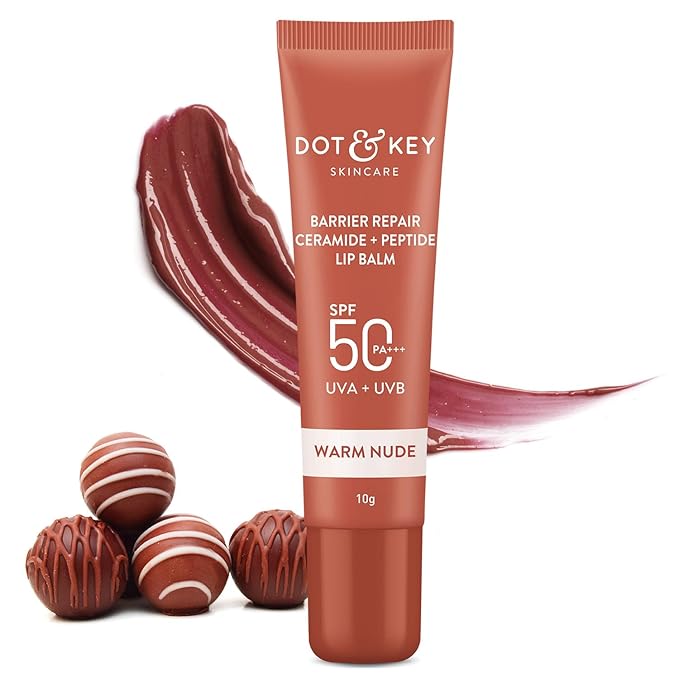 DOT & KEY
SKINCARE
BARRIER REPAIR
CERAMIDE + PEPTIDE
LIP BALM
SPF
50 PA+++
UVA + UVB
WARM NUDE
10g